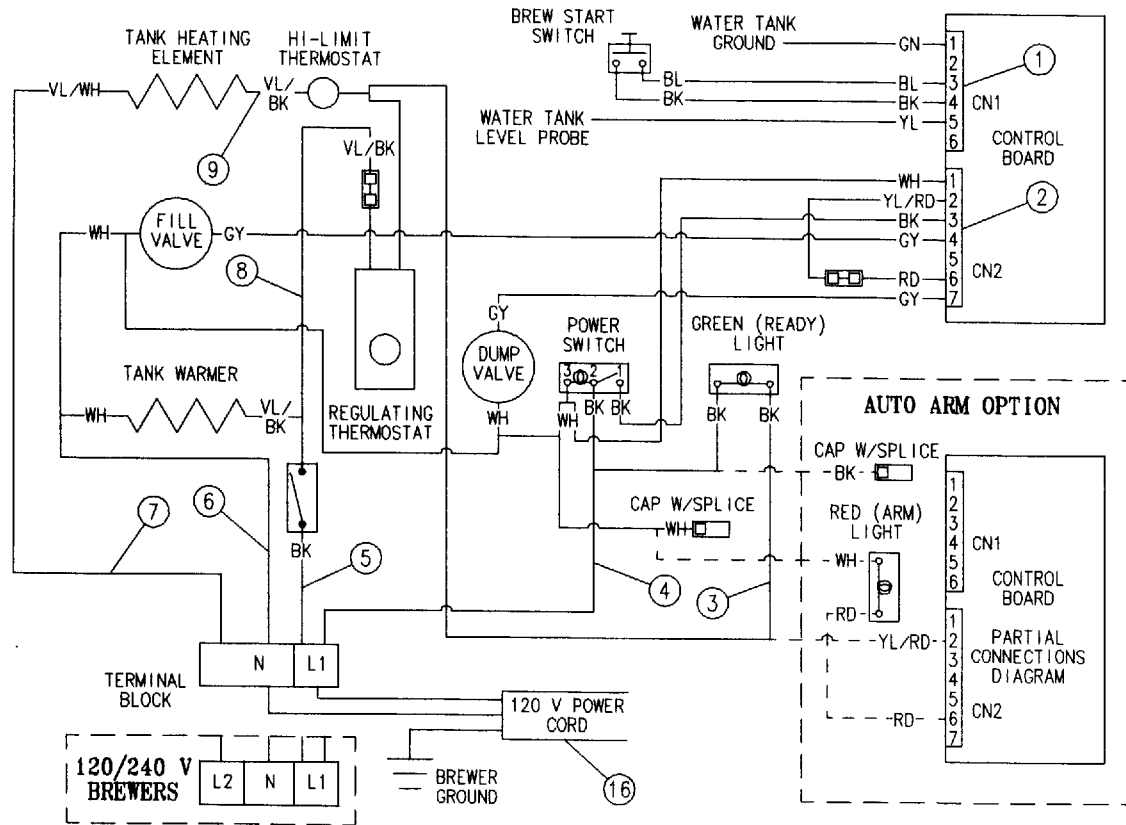 BREW START
SWITCH
WATER TANK
GROUND
GN
1
2
3
4
5
6
BL
BK
BL
BK
YL
CN1
1
WATER TANK
LEVEL PROBE
CONTROL
BOARD
TANK HEATING
ELEMENT
HI-LIMIT
THERMOSTAT
VL/WH
VL/
BK
9
VL/BK
WH
YL/RD
BK
GY
RD
GY
1
2
3
4
5
6
7
2
CN2
FILL
VALVE
WH
GY
8
GY
DUMP
VALVE
WH
POWER
SWITCH
3
2
1
WH
BK
BK
GREEN (READY)
LIGHT
BK
BK
TANK WARMER
WH
VL/
BK
REGULATING
THERMOSTAT
AUTO ARM OPTION
CAP W/SPLICE
BK
CAP W/SPLICE
WH
RED (ARM)
LIGHT
WH
RD
YL/RD
RD
1
2
3
4
5
6
CN1
CONTROL
BOARD
1
2
3
4
5
6
7
PARTIAL
CONNECTIONS
DIAGRAM
CN2
7
6
BK
5
4
3
TERMINAL
BLOCK
N
L1
120 V POWER
CORD
16
BREWER
GROUND
120/240 V
BREWERS
L2
N
L1